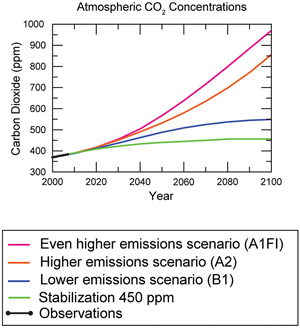 Atmospheric CO₂ Concentrations
Carbon Dioxide (ppm)
1000
900
800
700
600
500
400
300
2000 2020 2040 2060 2080 2100
Year
Even higher emissions scenario (A1FI)
Higher emissions scenario (A2)
Lower emissions scenario (B1)
Stabilization 450 ppm
Observations